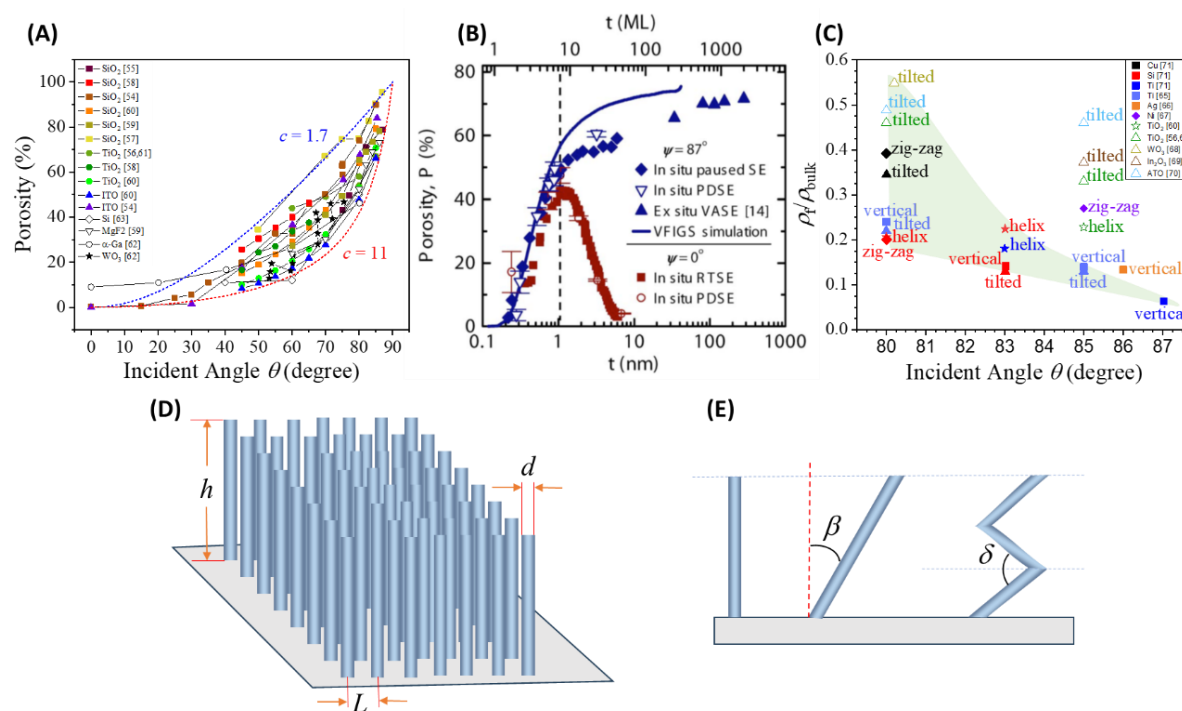 (A)
Porosity (%)
100
80
60
40
20
0
SiO₂ [55]
SiO₂ [58]
SiO₂ [54]
SiO₂ [60]
SiO₂ [59]
SiO₂ [57]
TiO₂ [56,61]
TiO₂ [58]
TiO₂ [60]
ITO [60]
ITO [54]
Si [63]
MgF2 [59]
α-Ga [62]
WO₃ [62]
c = 1.7
c = 11
0 10 20 30 40 50 60 70 80 90
Incident Angle θ (degree)
(B)
t (ML)
1 10 100 1000
Porosity, P (%)
80
60
40
20
0
ψ = 87°
In situ paused SE
In situ PDSE
Ex situ VASE [14]
VFIGS simulation
ψ = 0°
In situ RTSE
In situ PDSE
0.1 1 10 100 1000
t (nm)
(C)
ρf/ρbulk
0.6
0.5
0.4
0.3
0.2
0.1
0.0
Cu [71]
Si [71]
Ti [71]
Ti [65]
Ag [66]
Ni [67]
TiO₂ [60]
TiO₂ [56,6
WO₃ [68]
In₂O₃ [69]
ATO [70]
tilted
tilted
tilted
zig-zag
tilted
vertical
tilted
helix
zig-zag
helix
helix
vertical
tilted
tilted
tilted
tilted
zig-zag
helix
vertical
tilted
vertical
vertical
80 81 82 83 84 85 86 87
Incident Angle θ (degree)
(D)
h
d
L
(E)
β
δ